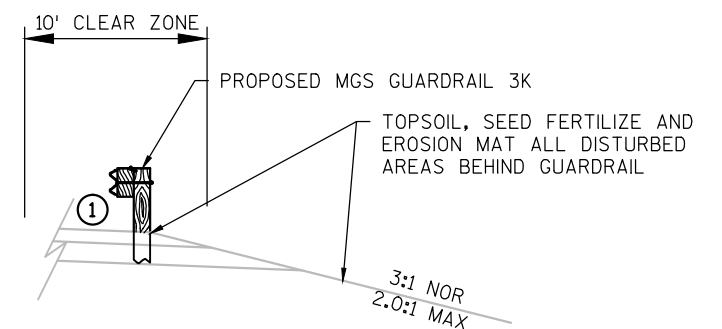 10' CLEAR ZONE
PROPOSED MGS GUARDRAIL 3K
TOPSOIL, SEED FERTILIZE AND
EROSION MAT ALL DISTURBED
AREAS BEHIND GUARDRAIL
1
3:1 NOR
2.0:1 MAX